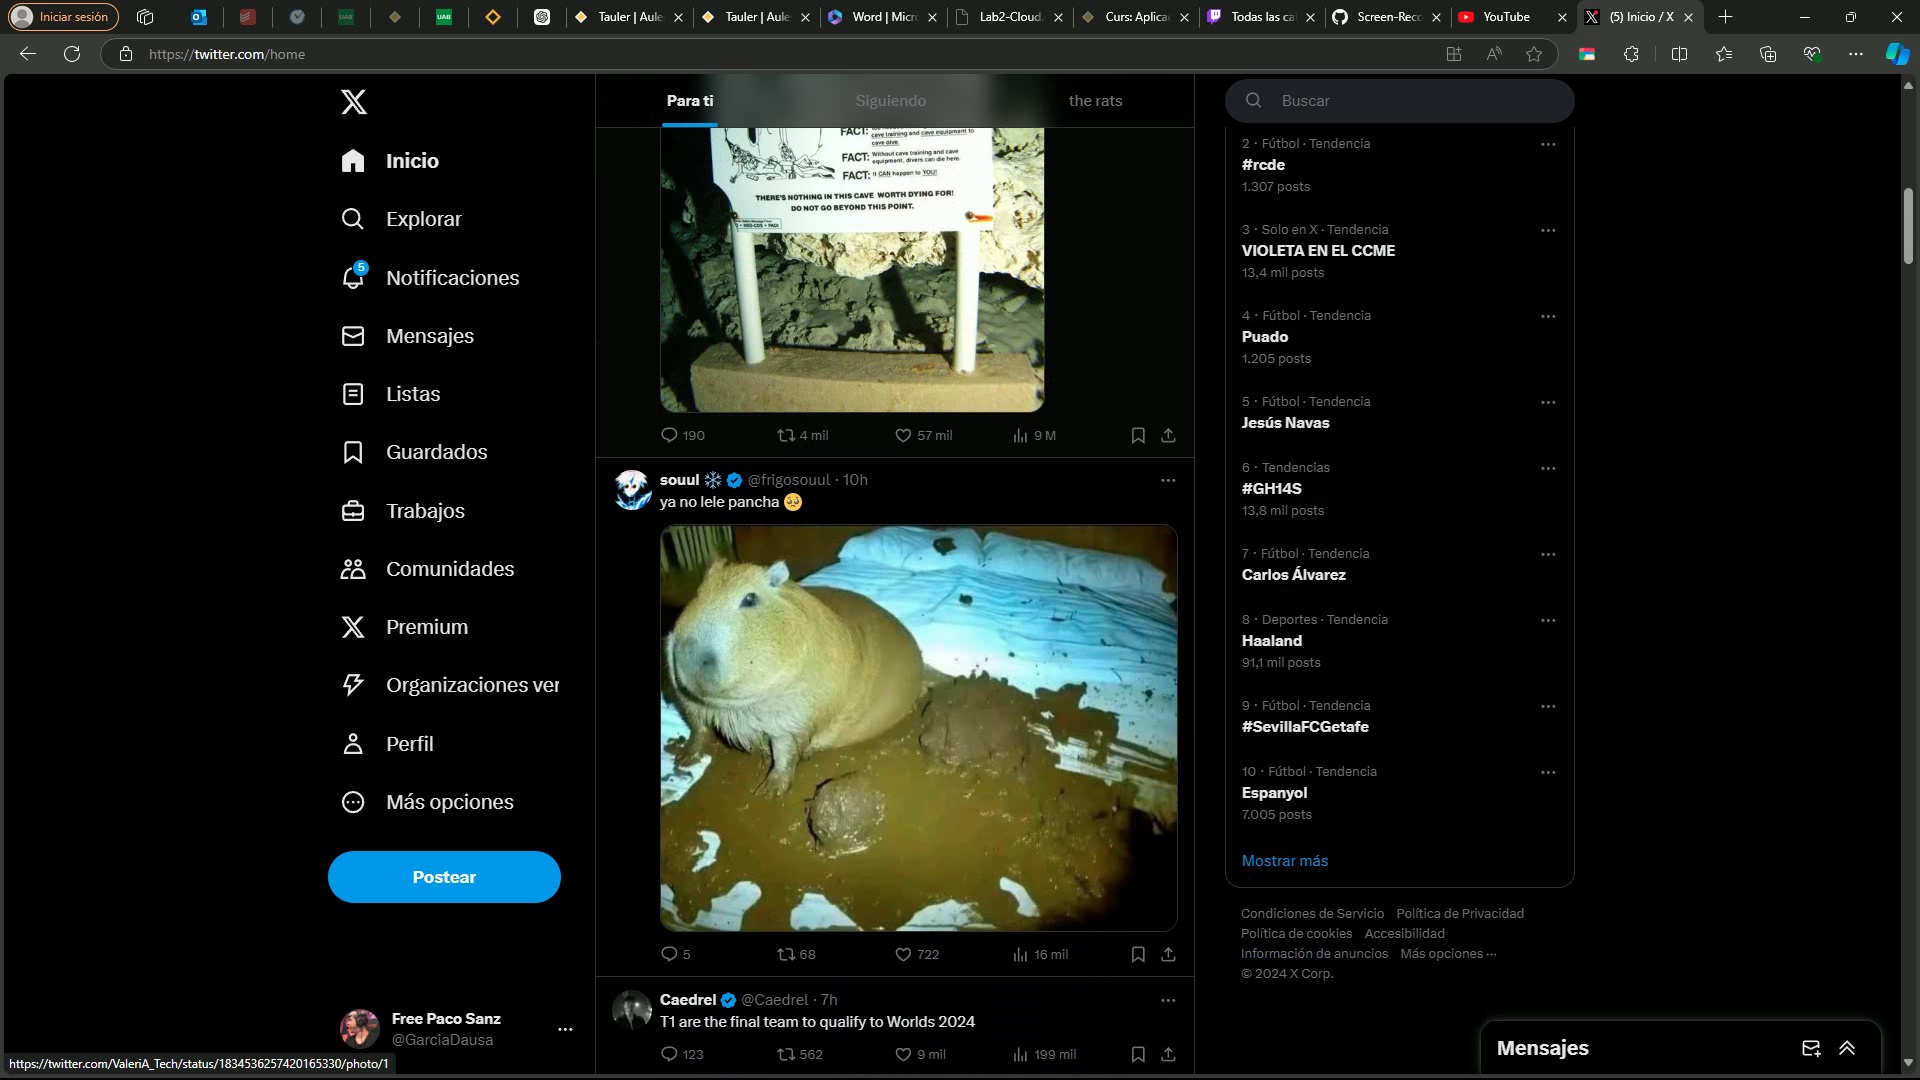 Iniciar sesión
Tauler | Aule
Tauler | Aule
Word | Micr
Lab2-Cloud.
Curs: Aplica
Todas las ca
Screen-Reco
YouTube
(5) Inicio / X
https://twitter.com/home
Para ti
Siguiendo
the rats
Buscar
Inicio
Explorar
5
Notificaciones
Mensajes
Listas
Guardados
Trabajos
Comunidades
Premium
Organizaciones ver
Perfil
Más opciones
Postear
Free Paco Sanz
@GarciaDausa
https://twitter.com/ValeriA_Tech/status/1834536257420165330/photo/1
FACT:
cave training and cave equipment to
cave dive.
FACT: Without cave training and cave
equipment, divers can die here.
FACT: It CAN happen to YOU!
THERE'S NOTHING IN THIS CAVE WORTH DYING FOR!
DO NOT GO BEYOND THIS POINT.
190 4 mil 57 mil 9 M
souul @frigosouul · 10h
ya no lele pancha
5 68 722 16 mil
Caedrel @Caedrel · 7h
T1 are the final team to qualify to Worlds 2024
123 562 9 mil 199 mil
2 · Fútbol · Tendencia
#rcde
1.307 posts
3 · Solo en X · Tendencia
VIOLETA EN EL CCME
13,4 mil posts
4 · Fútbol · Tendencia
Puado
1.205 posts
5 · Fútbol · Tendencia
Jesús Navas
6 · Tendencias
#GH14S
13,8 mil posts
7 · Fútbol · Tendencia
Carlos Álvarez
8 · Deportes · Tendencia
Haaland
91,1 mil posts
9 · Fútbol · Tendencia
#SevillaFCGetafe
10 · Fútbol · Tendencia
Espanyol
7.005 posts
Mostrar más
Condiciones de Servicio Política de Privacidad
Política de cookies Accesibilidad
Información de anuncios Más opciones ···
© 2024 X Corp.
Mensajes